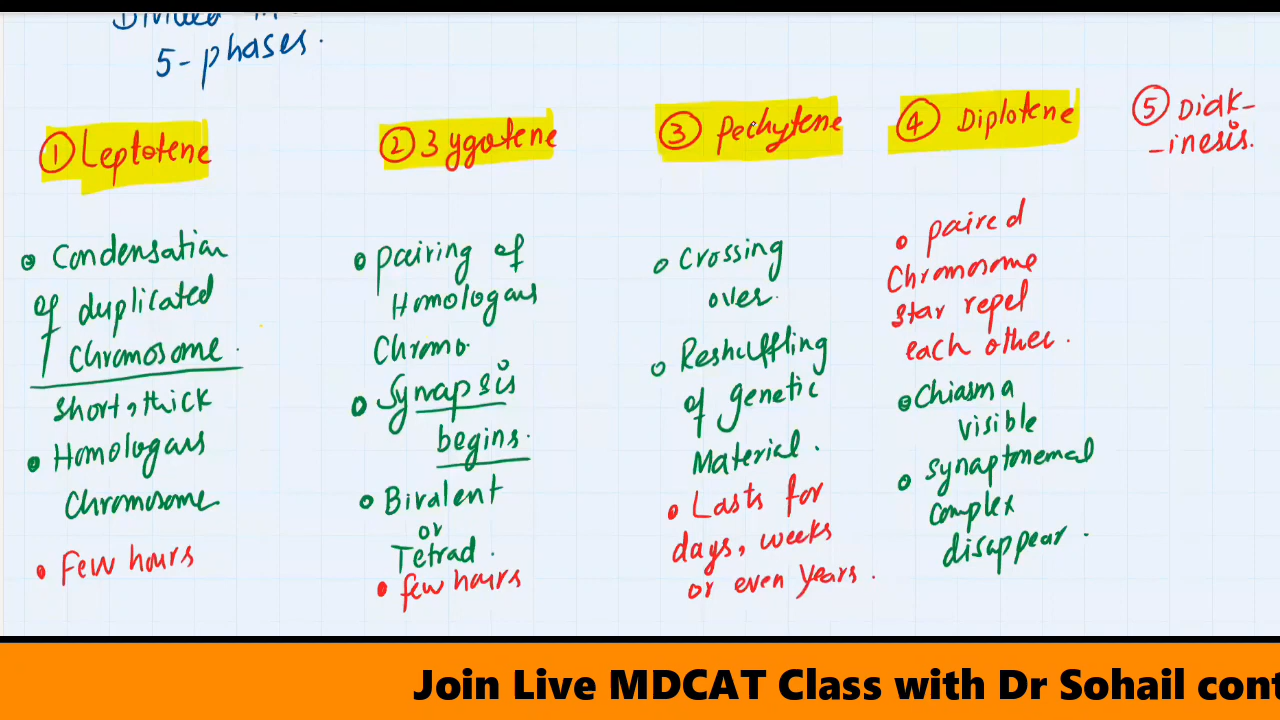 Divided in
5-phases.
① Leptotene
• Condensation
of duplicated
Chromosome.
short, thick
• Homologous
Chromosome
• Few hours
② Zygotene
• pairing of
Homologous
Chromo.
• Synapsis
begins.
• Bivalent
or
Tetrad.
• few hours
③ Pechytene
• Crossing
over.
• Reshuffling
of genetic
Material.
• Lasts for
days, weeks
or even years.
④ Diplotene
• paired
Chromosome
star repel
each other.
• Chiasma
visible
• Synaptonemal
complex
disappear.
⑤ Diak-
-inesis.
Join Live MDCAT Class with Dr Sohail cont